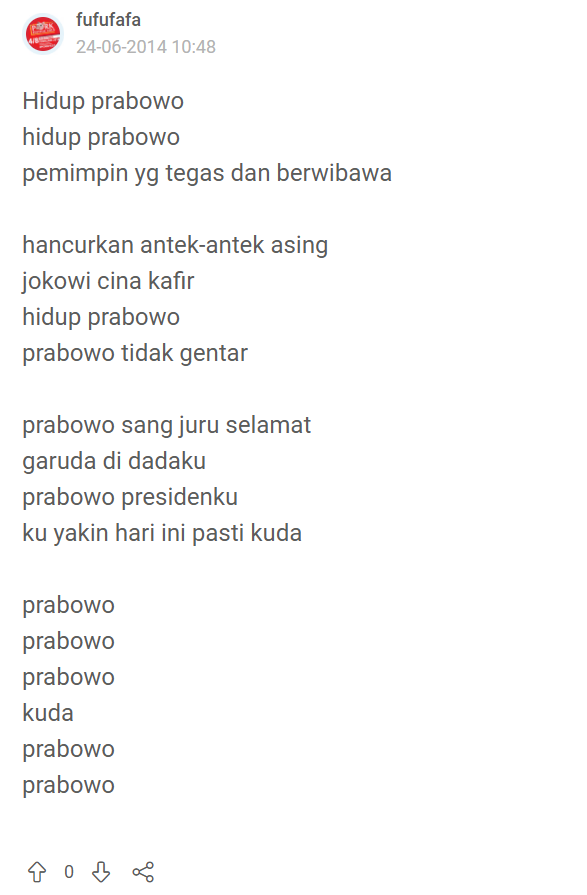 fufufafa
24-06-2014 10:48
Hidup prabowo
hidup prabowo
pemimpin yg tegas dan berwibawa
hancurkan antek-antek asing
jokowi cina kafir
hidup prabowo
prabowo tidak gentar
prabowo sang juru selamat
garuda di dadaku
prabowo presidenku
ku yakin hari ini pasti kuda
prabowo
prabowo
prabowo
kuda
prabowo
prabowo
0